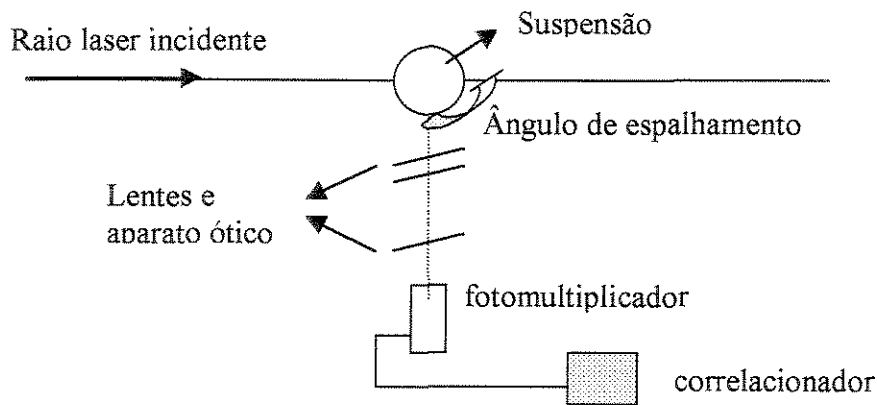 Raio laser incidente
Suspensão
Ângulo de espalhamento
Lentes e
aparato ótico
fotomultiplicador
correlacionador